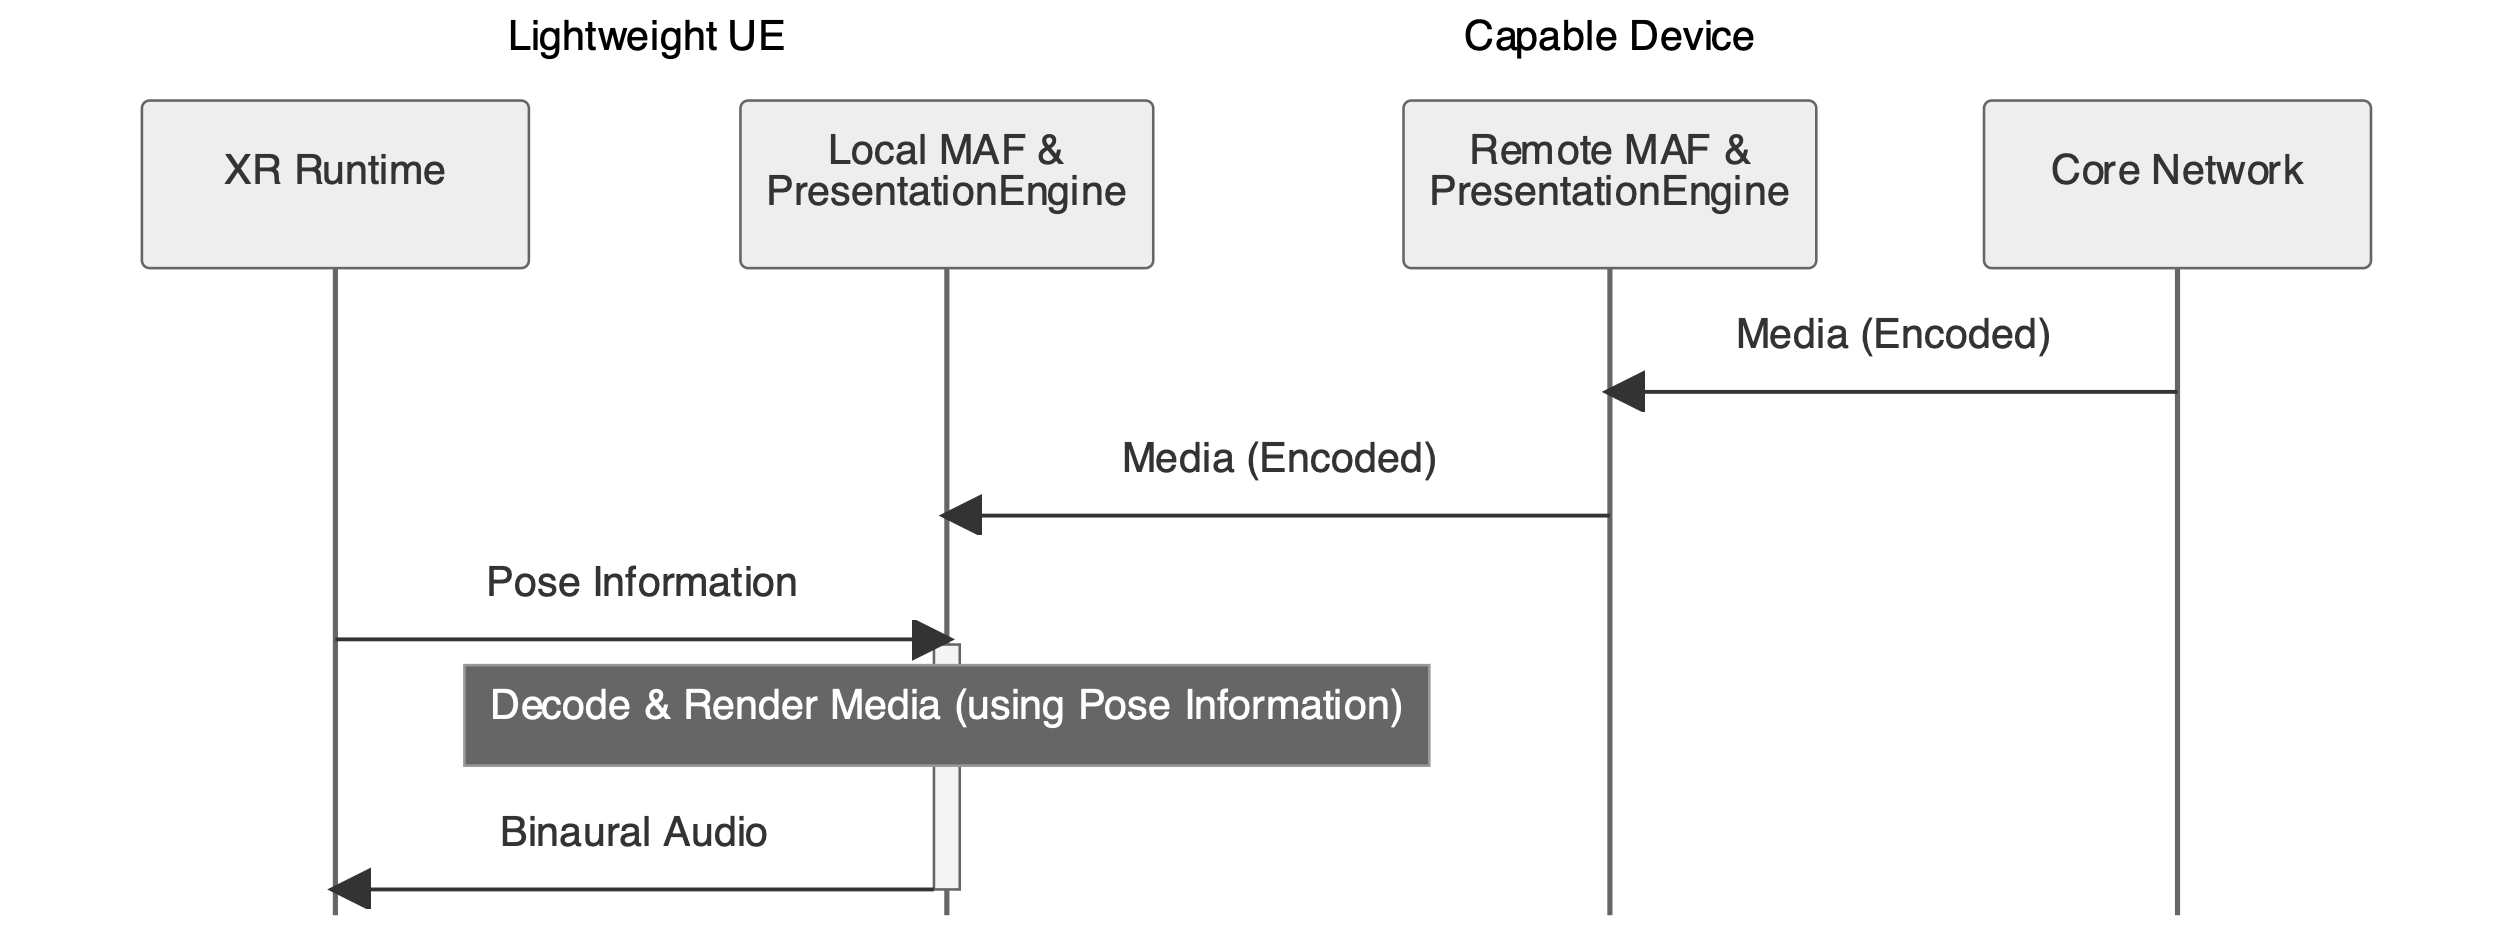 Lightweight UE
Capable Device
XR Runtime
Local MAF &
PresentationEngine
Remote MAF &
PresentationEngine
Core Network
Media (Encoded)
Media (Encoded)
Pose Information
Decode & Render Media (using Pose Information)
Binaural Audio